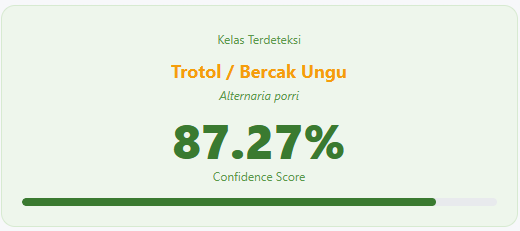 Kelas Terdeteksi
Trotol / Bercak Ungu
Alternaria porri
87.27%
Confidence Score